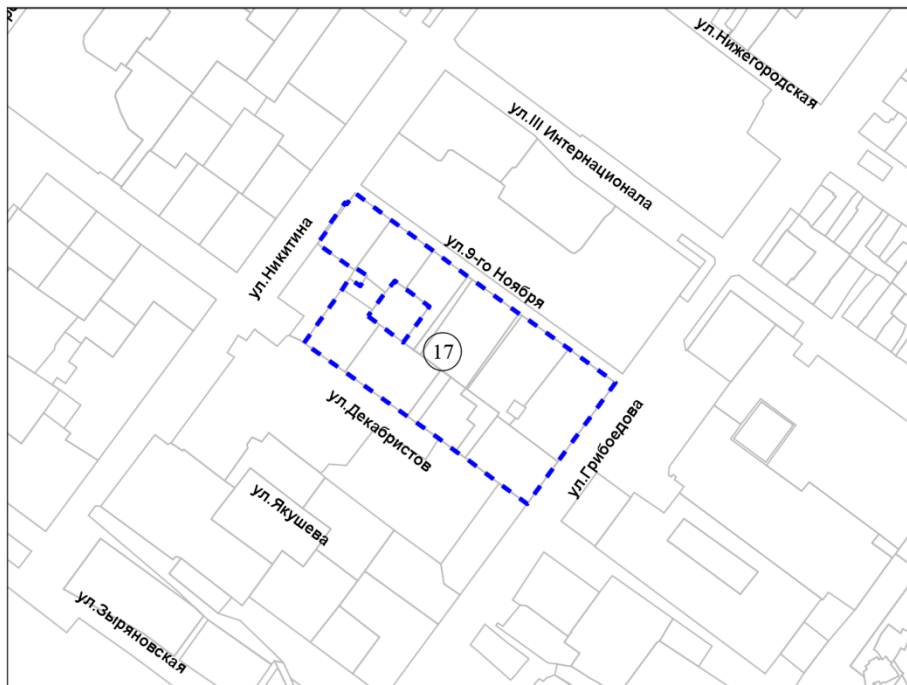 ул.Нижегородская
ул.III Интернационала
ул.9-го Ноября
ул.Никитина
17
ул.Декабристов
ул.Грибоедова
ул.Якушева
ул.Зыряновская